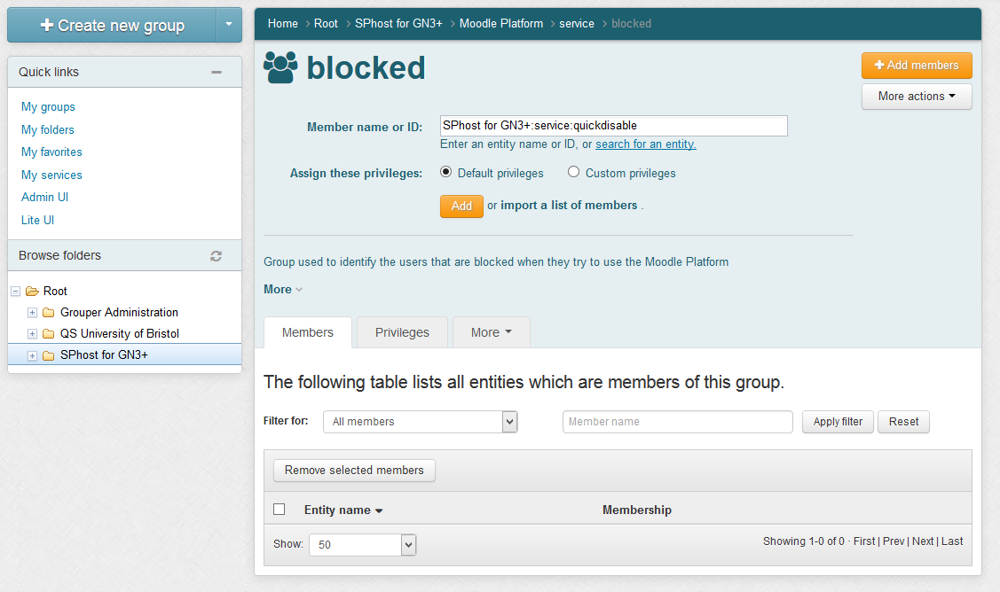 Create new group
Quick links
My groups
My folders
My favorites
My services
Admin UI
Lite UI
Browse folders
Root
Grouper Administration
QS University of Bristol
SPhost for GN3+
Home › Root › SPhost for GN3+ › Moodle Platform › service › blocked
blocked
Add members
More actions
Member name or ID: SPhost for GN3+:service:quickdisable
Enter an entity name or ID, or search for an entity.
Assign these privileges: Default privileges Custom privileges
Add or import a list of members .
Group used to identify the users that are blocked when they try to use the Moodle Platform
More
Members Privileges More
The following table lists all entities which are members of this group.
Filter for: All members Member name Apply filter Reset
Remove selected members
Entity name Membership
Show: 50 Showing 1-0 of 0 · First | Prev | Next | Last